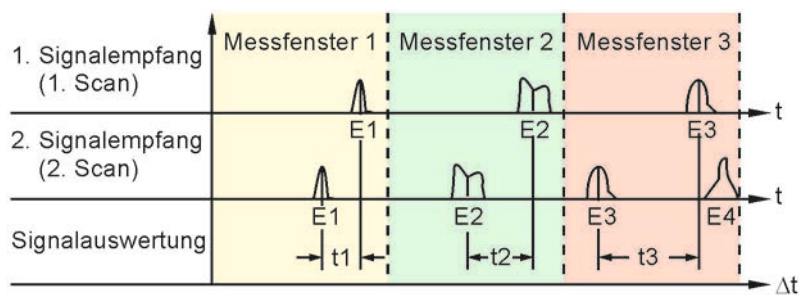 Messfenster 1 Messfenster 2 Messfenster 3
1. Signalempfang
(1. Scan)
t
E1 E2 E3
2. Signalempfang
(2. Scan)
t
E1 E2 E3 E4
Signalauswertung
t1 t2 t3
Δt